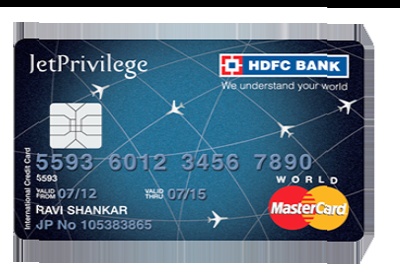 JetPrivilege
HDFC BANK
We understand your world
International Credit Card
5593 6012 3456 7890
5593
VALID FROM 07/12 VALID THRU 07/15
WORLD
RAVI SHANKAR
MasterCard
JP No 105383865